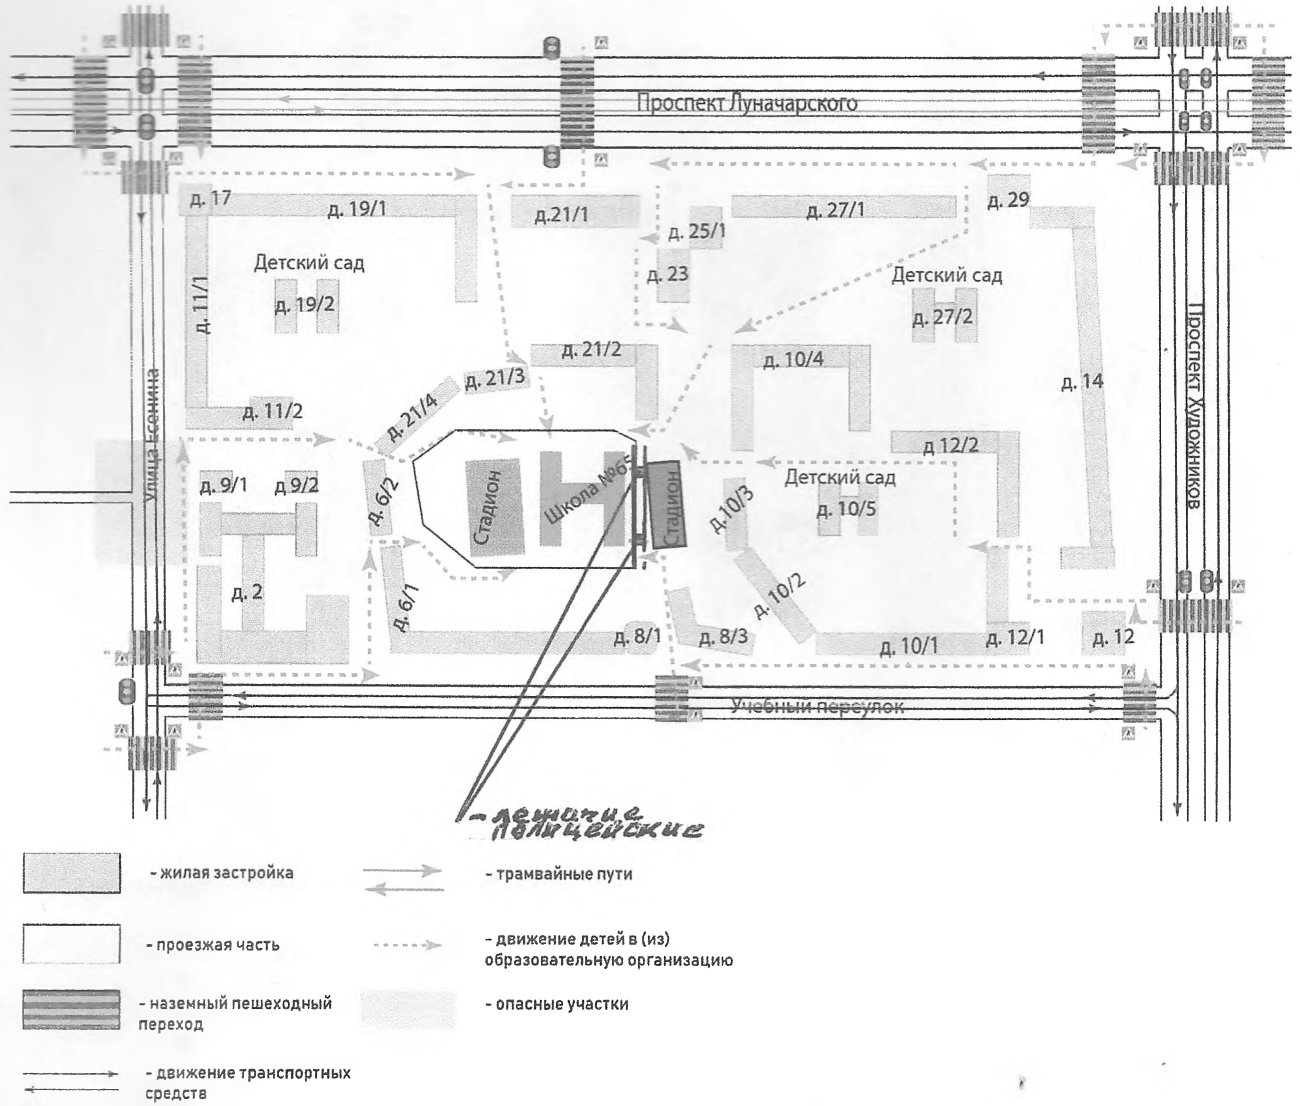 Проспект Луначарского
д. 17
д. 19/1
д.21/1
д. 25/1
д. 27/1
д. 29
Детский сад
д. 19/2
д. 11/1
д. 23
Детский сад
д. 27/2
Проспект Художников
Улица Есенина
д. 21/2
д. 10/4
д. 21/3
д. 14
д. 11/2
д. 21/4
д 12/2
д. 9/1
д 9/2
д. 6/2
Стадион
Школа №65
Стадион
д.10/3
Детский сад
д. 10/5
д. 2
д. 6/1
д. 10/2
д. 8/1
д. 8/3
д. 10/1
д. 12/1
д. 12
Учебный переулок
- лежачие
полицейские
- жилая застройка
- трамвайные пути
- проезжая часть
- движение детей в (из)
образовательную организацию
- наземный пешеходный
переход
- опасные участки
- движение транспортных
средств